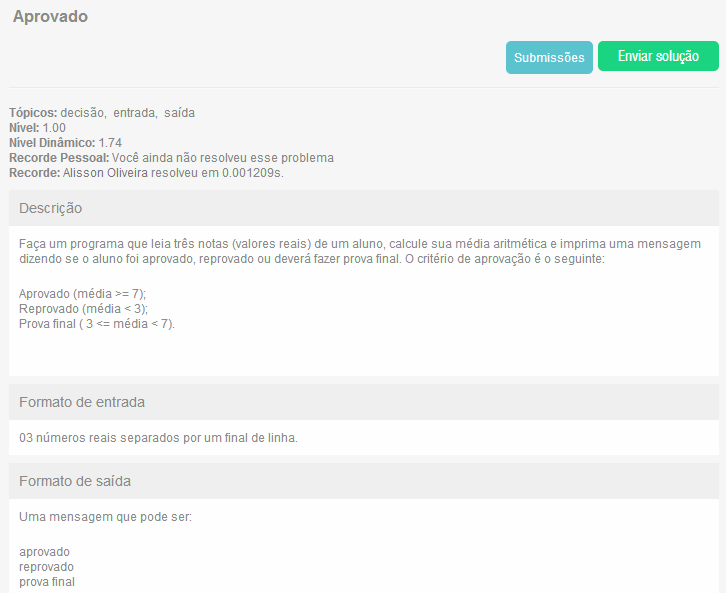 Aprovado
Submissões
Enviar solução
Tópicos: decisão, entrada, saída
Nível: 1.00
Nível Dinâmico: 1.74
Recorde Pessoal: Você ainda não resolveu esse problema
Recorde: Alisson Oliveira resolveu em 0.001209s.
Descrição
Faça um programa que leia três notas (valores reais) de um aluno, calcule sua média aritmética e imprima uma mensagem
dizendo se o aluno foi aprovado, reprovado ou deverá fazer prova final. O critério de aprovação é o seguinte:
Aprovado (média >= 7);
Reprovado (média < 3);
Prova final ( 3 <= média < 7).
Formato de entrada
03 números reais separados por um final de linha.
Formato de saída
Uma mensagem que pode ser:
aprovado
reprovado
prova final